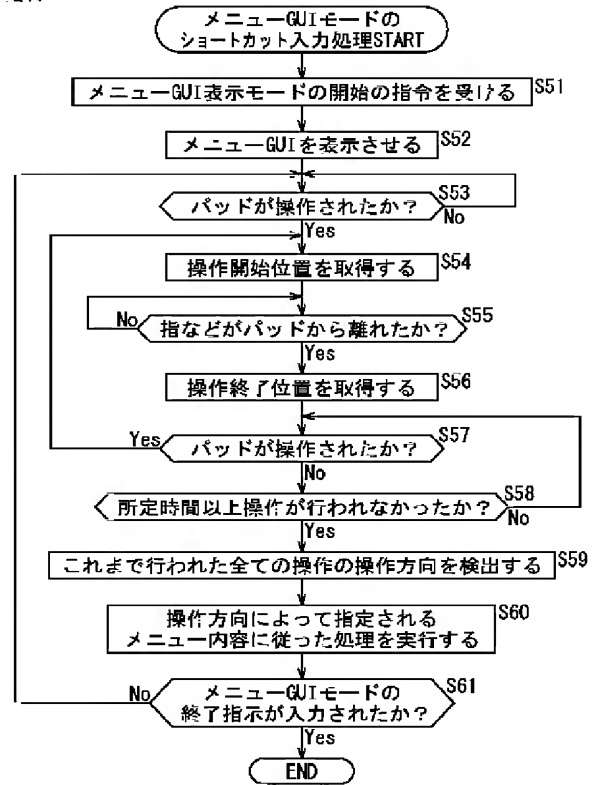 メニューGUIモードの
ショートカット入力処理START
メニューGUI表示モードの開始の指令を受ける S51
メニューGUIを表示させる S52
パッドが操作されたか? S53
No
Yes
操作開始位置を取得する S54
No 指などがパッドから離れたか? S55
Yes
操作終了位置を取得する S56
Yes パッドが操作されたか? S57
No
所定時間以上操作が行われなかったか? S58
No
Yes
これまで行われた全ての操作の操作方向を検出する S59
操作方向によって指定される S60
メニュー内容に従った処理を実行する
No メニューGUIモードの S61
終了指示が入力されたか?
Yes
END